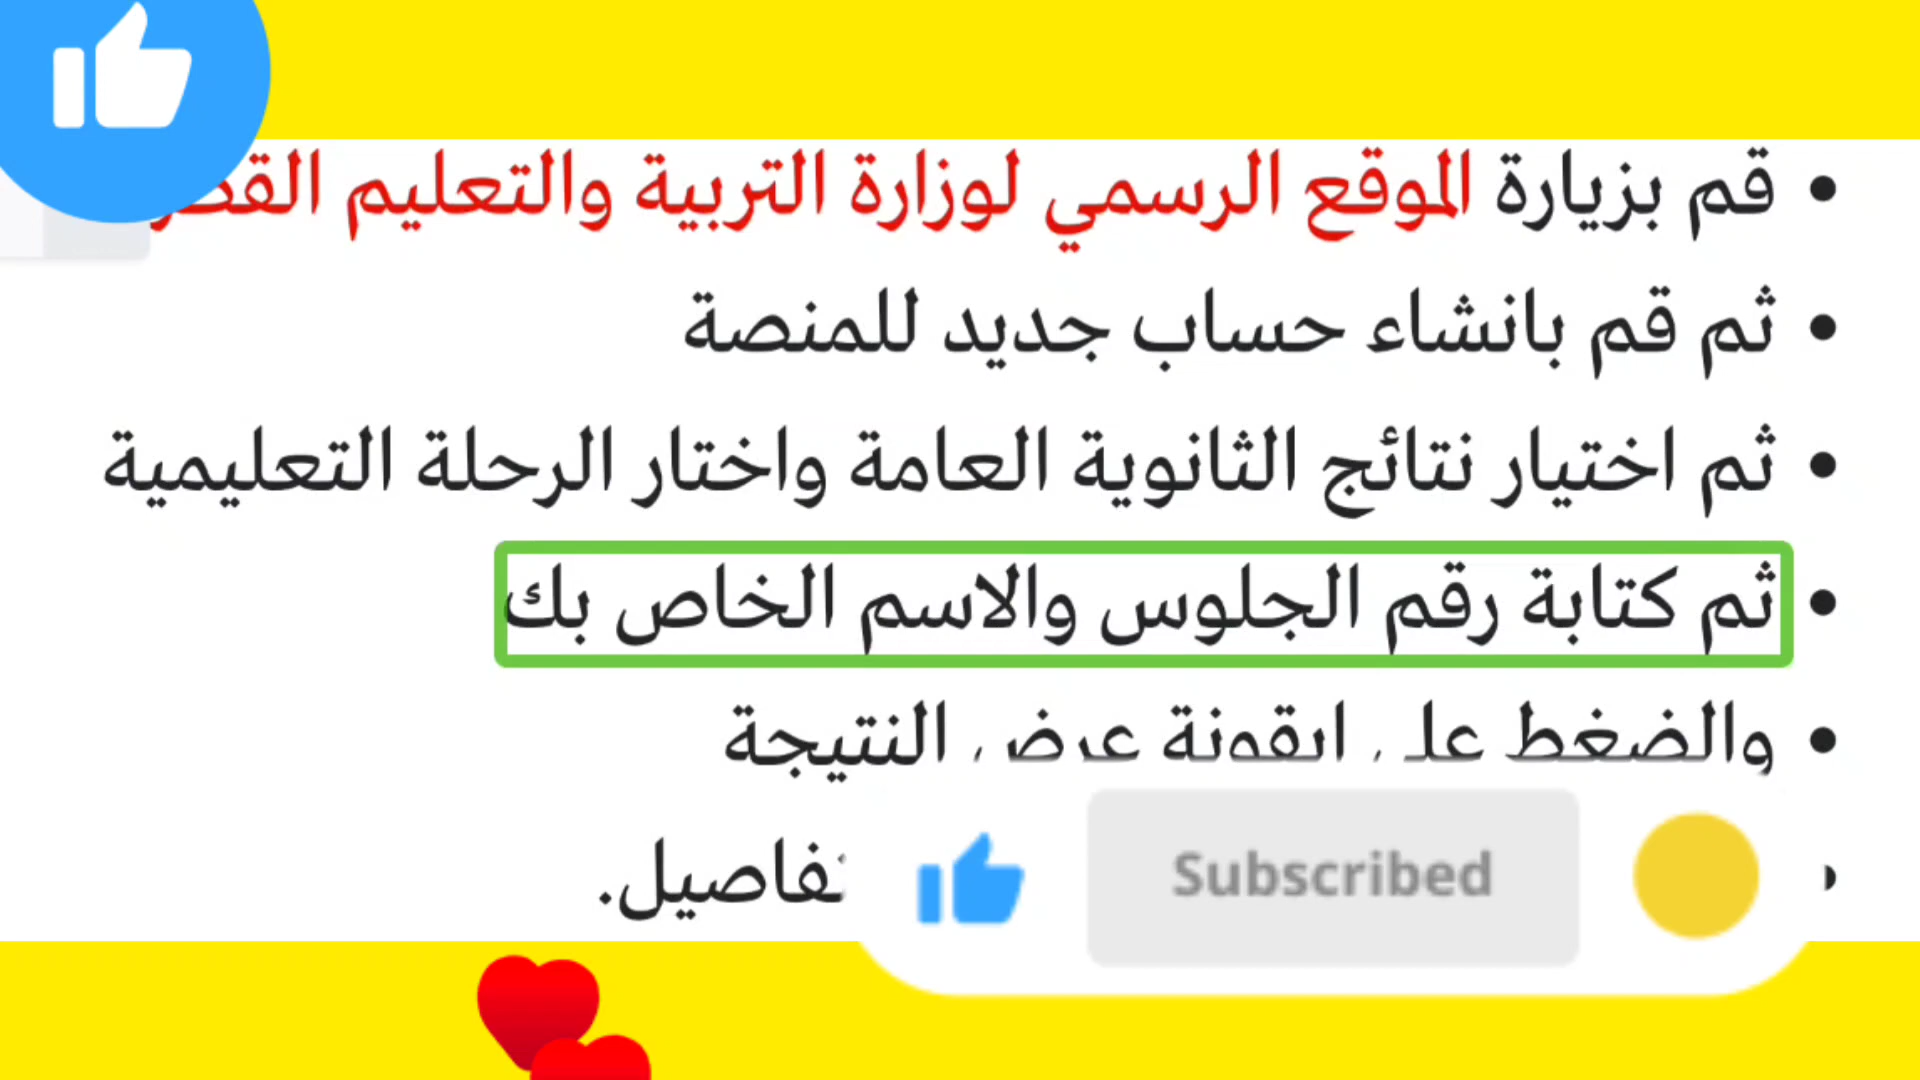 قم بزيارة الموقع الرسمي لوزارة التربية والتعليم
ثم قم بانشاء حساب جديد للمنصة
ثم اختيار نتائج الثانوية العامة واختار الرحلة التعليمية
ثم كتابة رقم الجلوس والاسم الخاص بك
والضغط على ايقونة عرض النتيجة
Subscribed